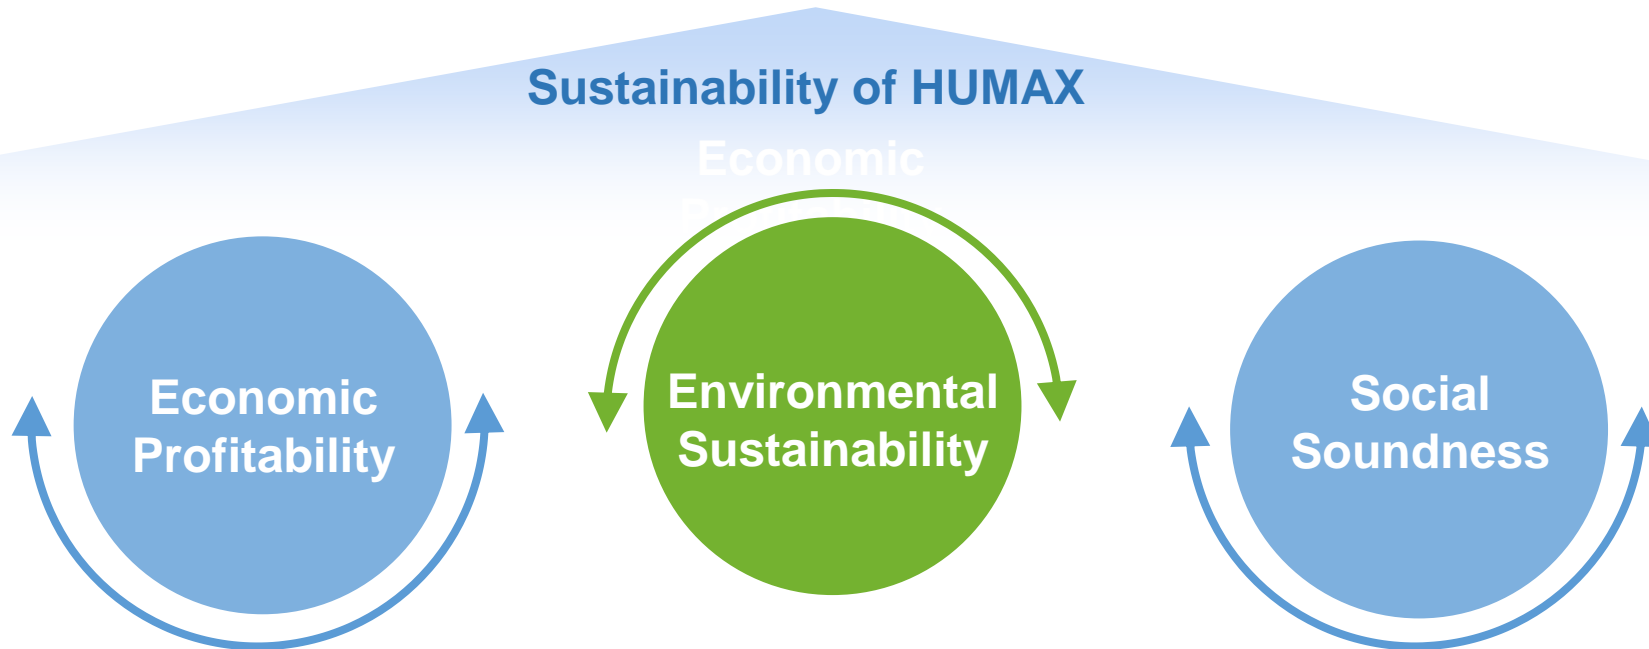 Sustainability of HUMAX
Economic
Economic
Profitability
Environmental
Sustainability
Social
Soundness